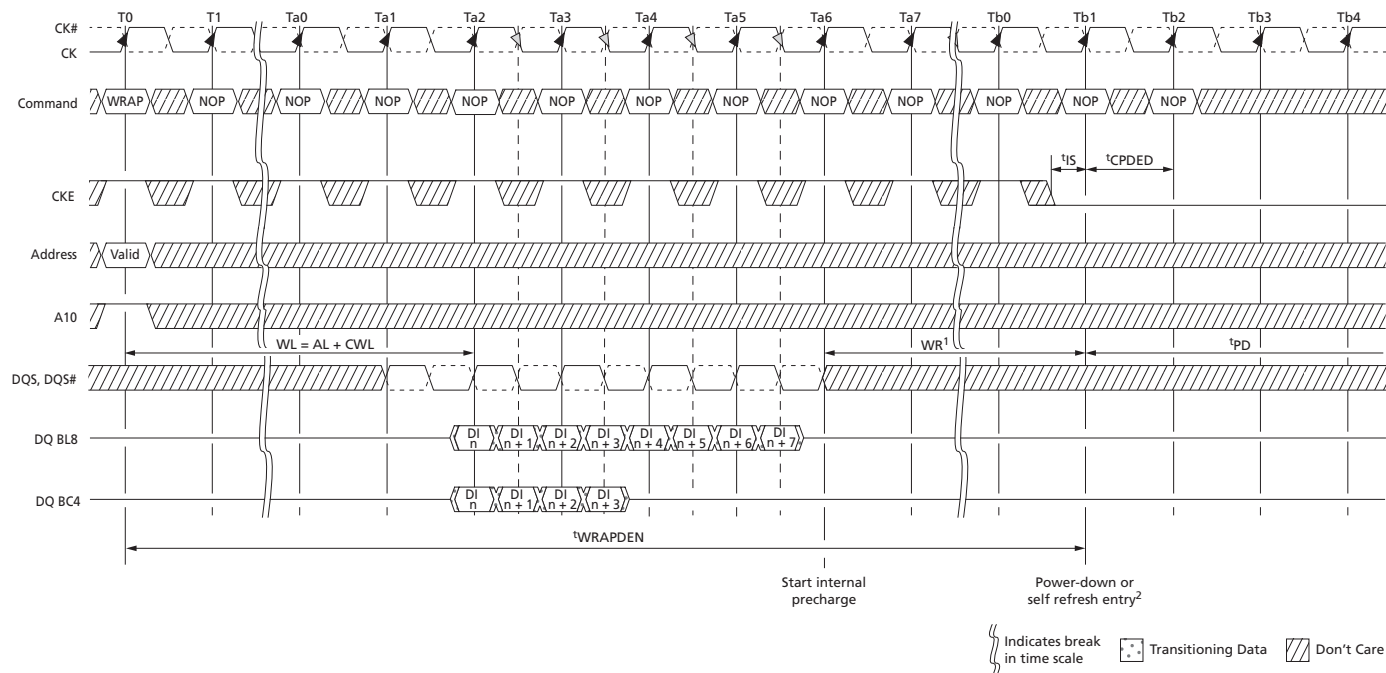 T0 T1 Ta0 Ta1 Ta2 Ta3 Ta4 Ta5 Ta6 Ta7 Tb0 Tb1 Tb2 Tb3 Tb4
CK#
CK
Command WRAP NOP NOP NOP NOP NOP NOP NOP NOP NOP NOP NOP NOP
tIS tCPDED
CKE
Address Valid
A10
WL = AL + CWL WR1 tPD
DQS, DQS#
DQ BL8 DI n DI n + 1 DI n + 2 DI n + 3 DI n + 4 DI n + 5 DI n + 6 DI n + 7
DQ BC4 DI n DI n + 1 DI n + 2 DI n + 3
tWRAPDEN
Start internal
precharge
Power-down or
self refresh entry2
Indicates break
in time scale
Transitioning Data
Don't Care